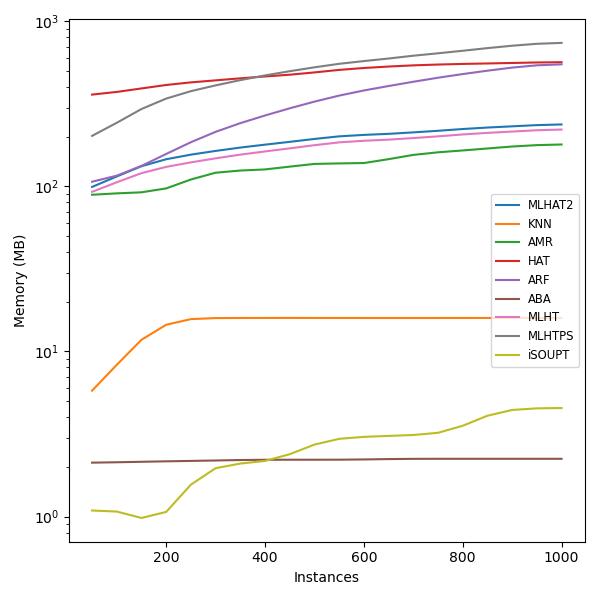 10³
10²
10¹
10⁰
Memory (MB)
MLHAT2
KNN
AMR
HAT
ARF
ABA
MLHT
MLHTPS
iSOUPT
200 400 600 800 1000
Instances